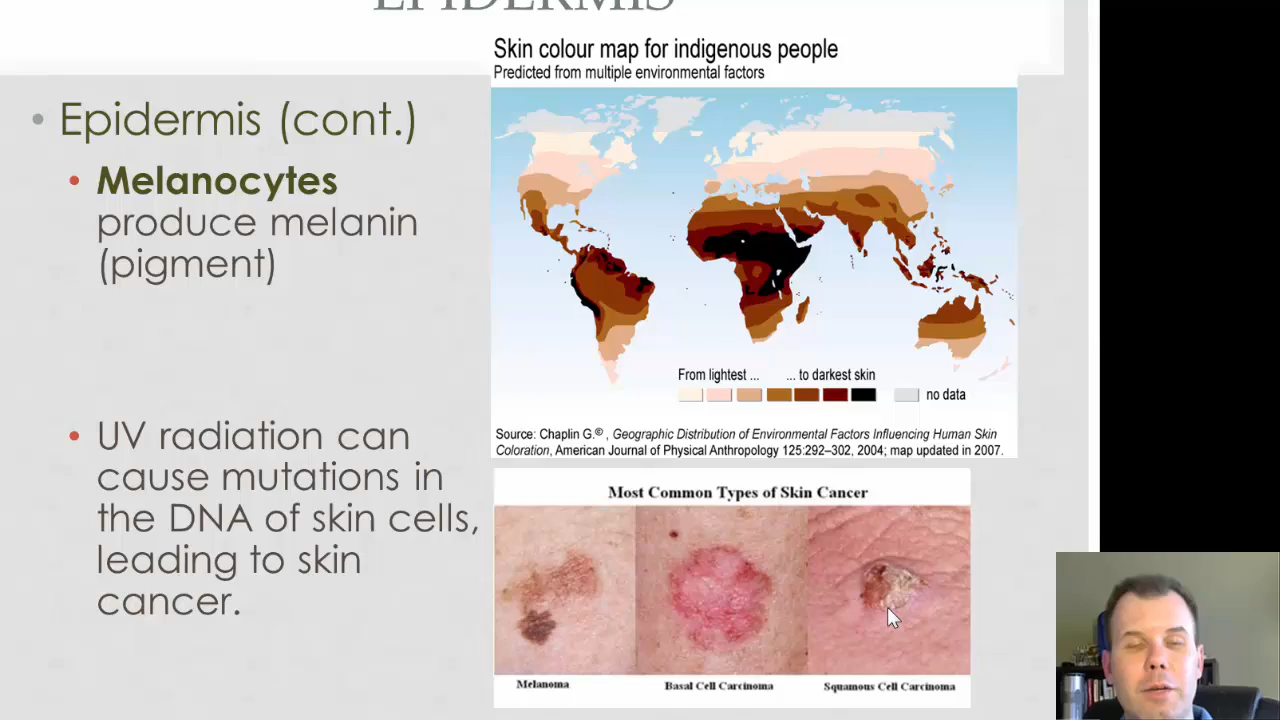 EPIDERMIS
Skin colour map for indigenous people
Predicted from multiple environmental factors
• Epidermis (cont.)
• Melanocytes
produce melanin
(pigment)
From lightest ... ... to darkest skin
no data
Source: Chaplin G.©, Geographic Distribution of Environmental Factors Influencing Human Skin
Coloration, American Journal of Physical Anthropology 125:292–302, 2004; map updated in 2007.
• UV radiation can
cause mutations in
the DNA of skin cells,
leading to skin
cancer.
Most Common Types of Skin Cancer
Melanoma
Basal Cell Carcinoma
Squamous Cell Carcinoma